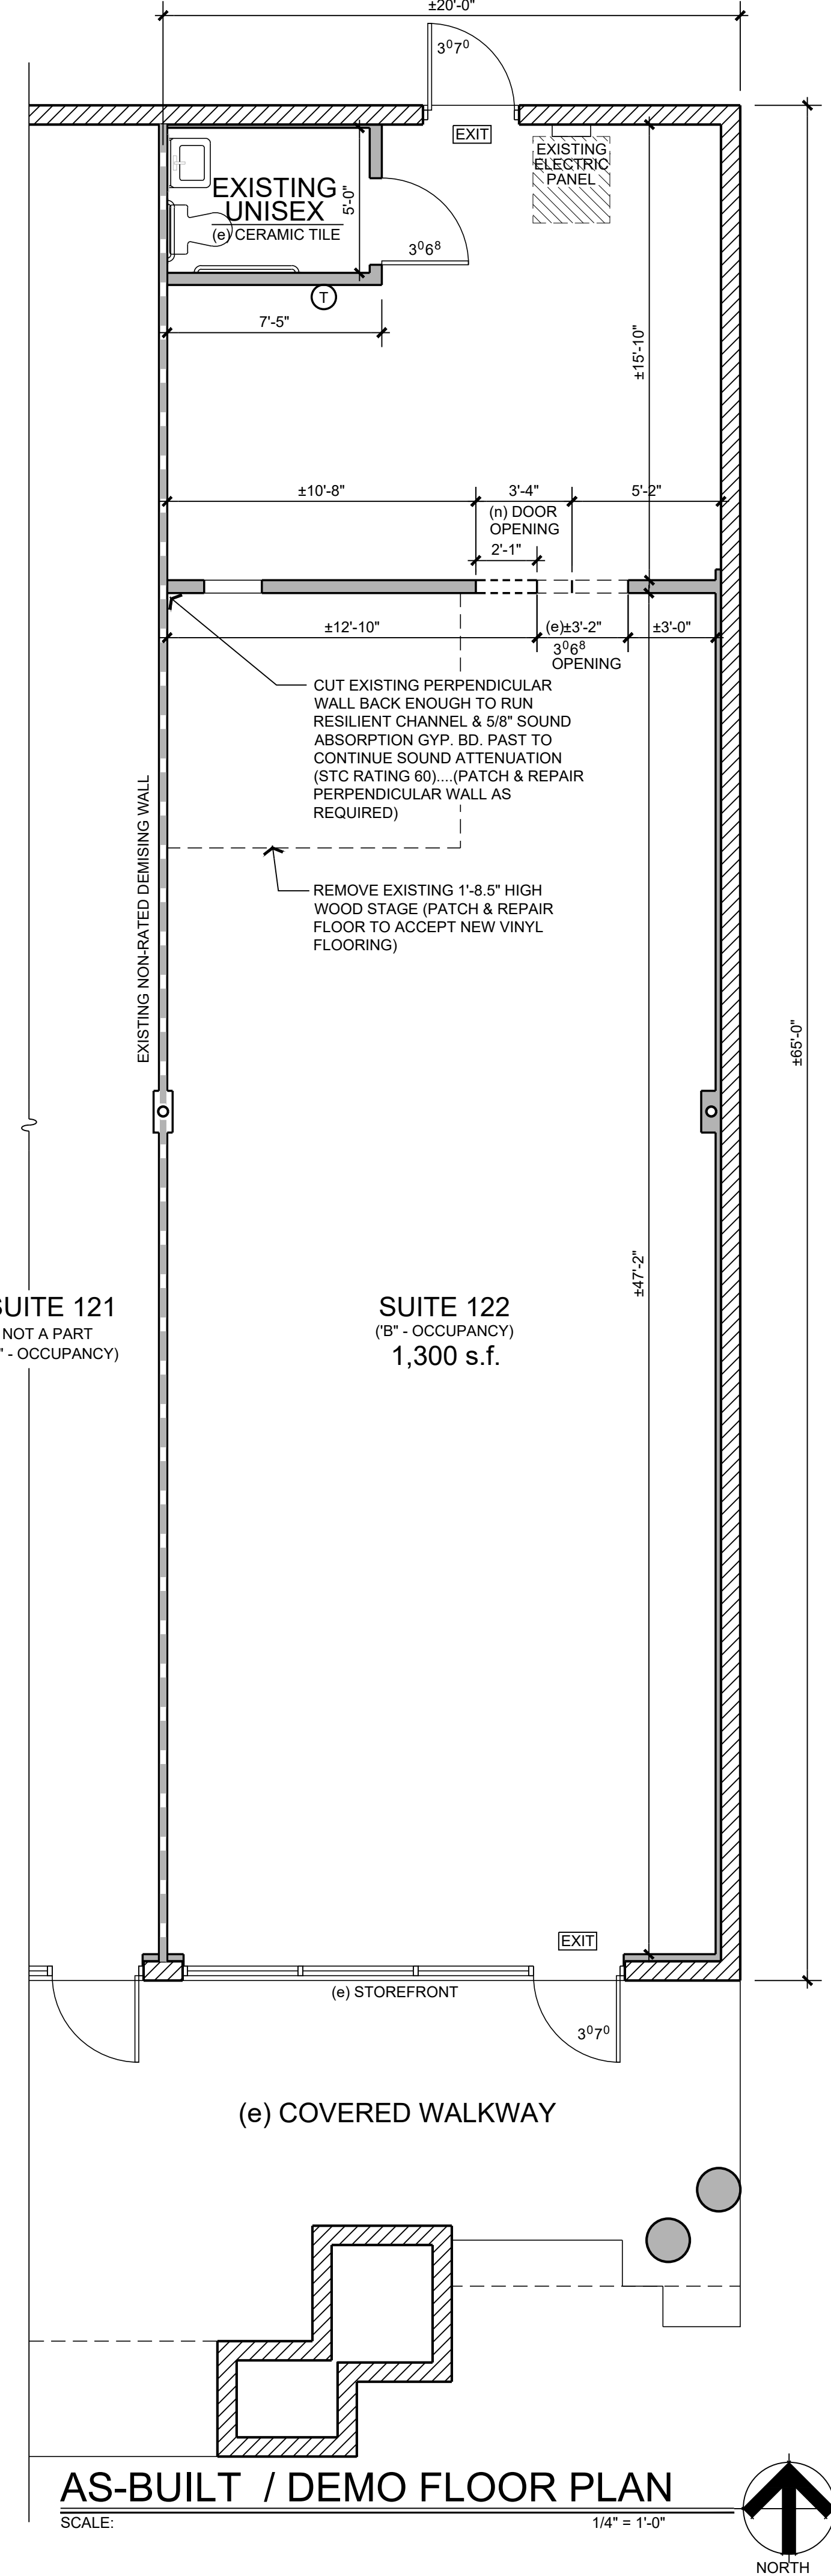 ±20'-0"
3⁰7⁰
EXIT
EXISTING
ELECTRIC
PANEL
EXISTING
UNISEX
(e) CERAMIC TILE
5'-0"
3⁰6⁸
T
7'-5"
±15'-10"
±10'-8"
3'-4"
5'-2"
(n) DOOR
OPENING
2'-1"
±12'-10"
(e)±3'-2"
±3'-0"
3⁰6⁸
OPENING
CUT EXISTING PERPENDICULAR
WALL BACK ENOUGH TO RUN
RESILIENT CHANNEL & 5/8" SOUND
ABSORPTION GYP. BD. PAST TO
CONTINUE SOUND ATTENUATION
(STC RATING 60)....(PATCH & REPAIR
PERPENDICULAR WALL AS
REQUIRED)
EXISTING NON-RATED DEMISING WALL
REMOVE EXISTING 1'-8.5" HIGH
WOOD STAGE (PATCH & REPAIR
FLOOR TO ACCEPT NEW VINYL
FLOORING)
±65'-0"
±47'-2"
SUITE 121
NOT A PART
" - OCCUPANCY)
SUITE 122
('B" - OCCUPANCY)
1,300 s.f.
EXIT
(e) STOREFRONT
3⁰7⁰
(e) COVERED WALKWAY
AS-BUILT / DEMO FLOOR PLAN
SCALE: 1/4" = 1'-0"
NORTH